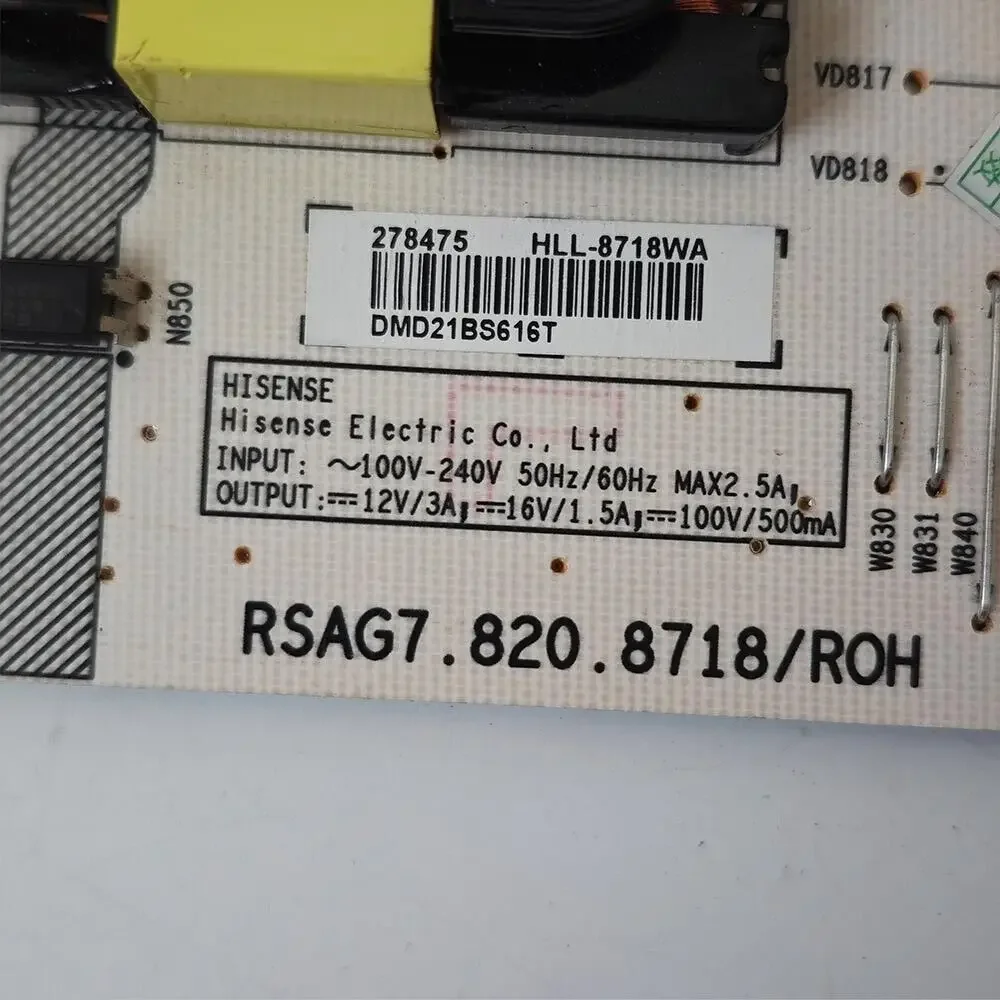 VD817
VD818
278475 HLL-8718WA
DMD21BS616T
N850
HISENSE
Hisense Electric Co., Ltd
INPUT: ～100V-240V 50Hz/60Hz MAX2.5A;
OUTPUT:⎓12V/3A;⎓16V/1.5A;⎓100V/500mA
W830
W831
W840
RSAG7.820.8718/ROH